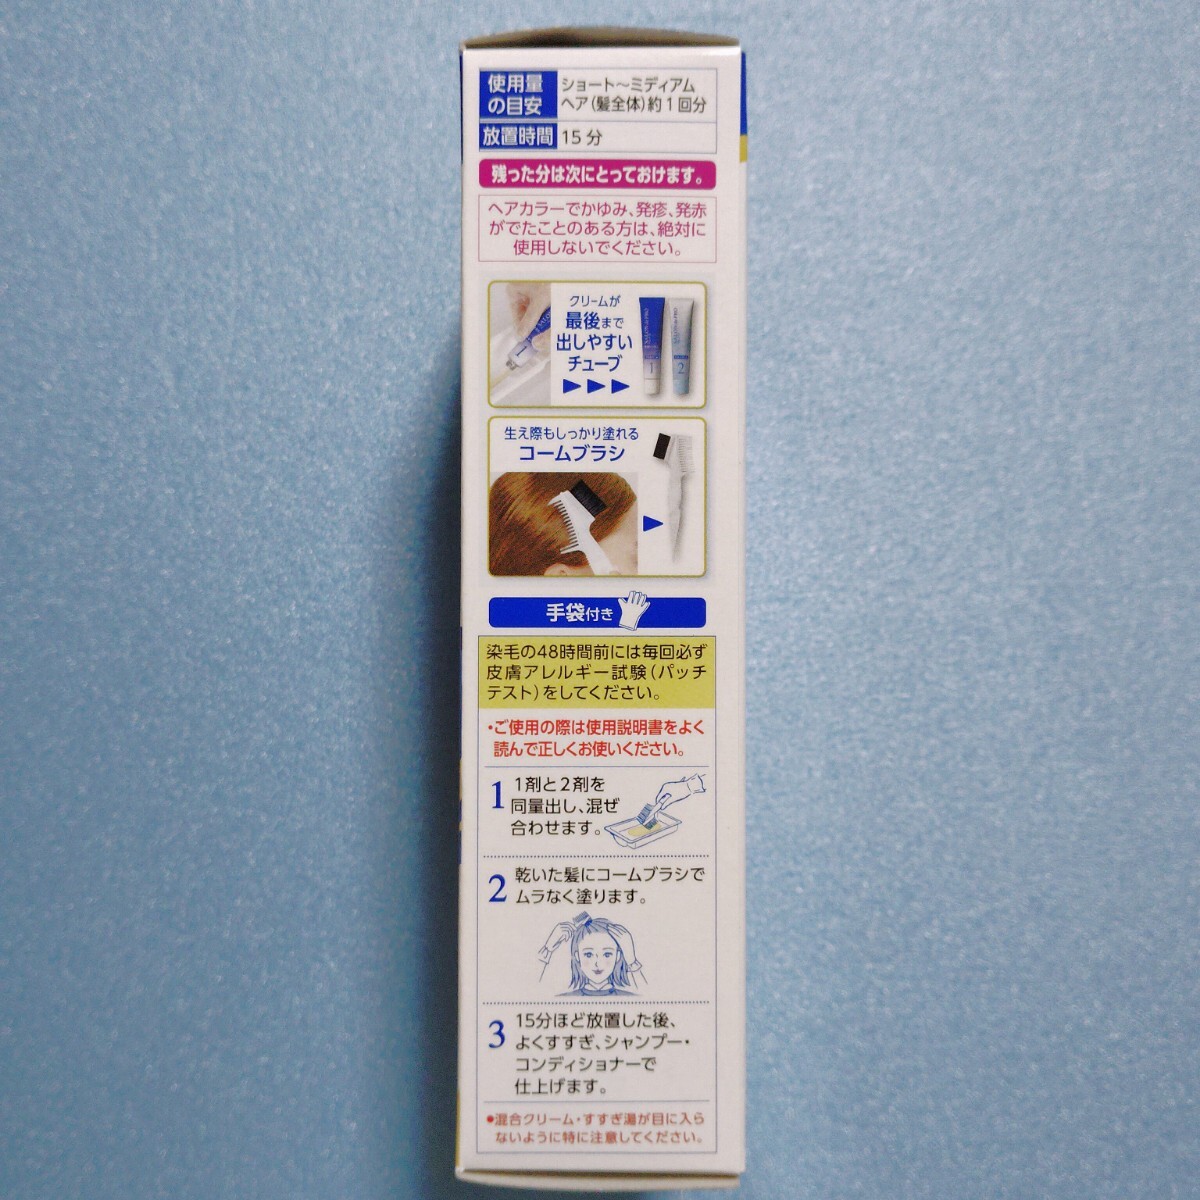 使用量
の目安
ショート～ミディアム
ヘア(髪全体)約1回分
放置時間
15分
残った分は次にとっておけます。
ヘアカラーでかゆみ、発疹、発赤
がでたことのある方は、絶対に
使用しないでください。
クリームが
最後まで
出しやすい
チューブ
▶▶▶
1
2
生え際もしっかり塗れる
コームブラシ
手袋付き
染毛の48時間前には毎回必ず
皮膚アレルギー試験(パッチ
テスト)をしてください。
・ご使用の際は使用説明書をよく
読んで正しくお使いください。
1
1剤と2剤を
同量出し、混ぜ
合わせます。
2
乾いた髪にコームブラシで
ムラなく塗ります。
3
15分ほど放置した後、
よくすすぎ、シャンプー・
コンディショナーで
仕上げます。
●混合クリーム・すすぎ湯が目に入ら
ないように特に注意してください。